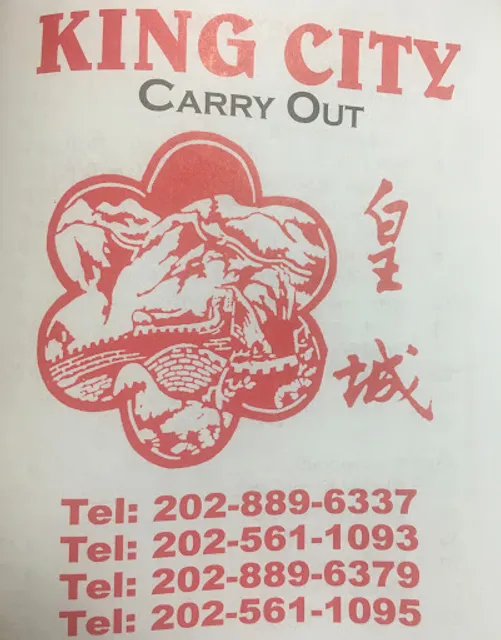 KING CITY
CARRY OUT
皇城
Tel: 202-889-6337
Tel: 202-561-1093
Tel: 202-889-6379
Tel: 202-561-1095